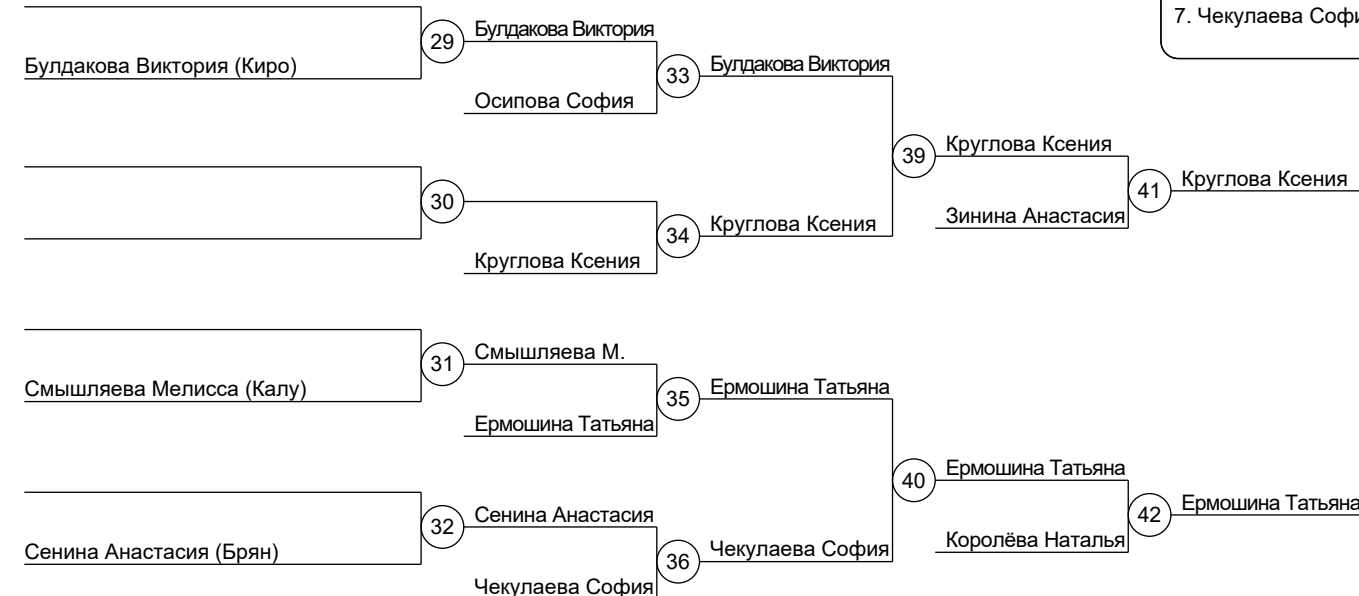 7. Чекулаева
29
Булдакова Виктория
Булдакова Виктория (Киро)
33
Булдакова Виктория
Осипова София
39
Круглова Ксения
30
41
Круглова Ксения
Зинина Анастасия
34
Круглова Ксения
Круглова Ксения
31
Смышляева М.
Смышляева Мелисса (Калу)
35
Ермошина Татьяна
Ермошина Татьяна
40
Ермошина Татьяна
32
Сенина Анастасия
42
Ермошина Татьяна
Сенина Анастасия (Брян)
36
Чекулаева София
Королёва Наталья
Чекулаева София